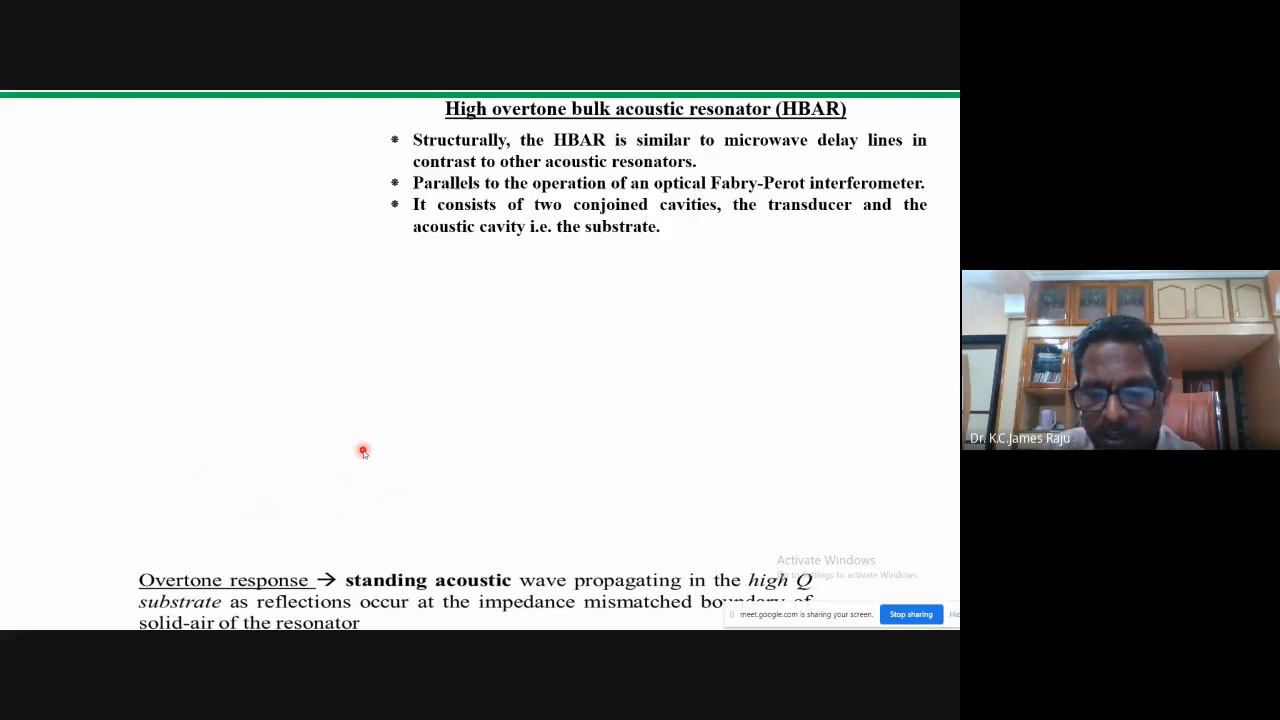 High overtone bulk acoustic resonator (HBAR)
⁕ Structurally, the HBAR is similar to microwave delay lines in
contrast to other acoustic resonators.
⁕ Parallels to the operation of an optical Fabry-Perot interferometer.
⁕ It consists of two conjoined cavities, the transducer and the
acoustic cavity i.e. the substrate.
Dr. K.C.James Raju
Activate Windows
Go to Settings to activate Windows.
Overtone response → standing acoustic wave propagating in the high Q
substrate as reflections occur at the impedance mismatched boundary of
solid-air of the resonator
meet.google.com is sharing your screen. Stop sharing